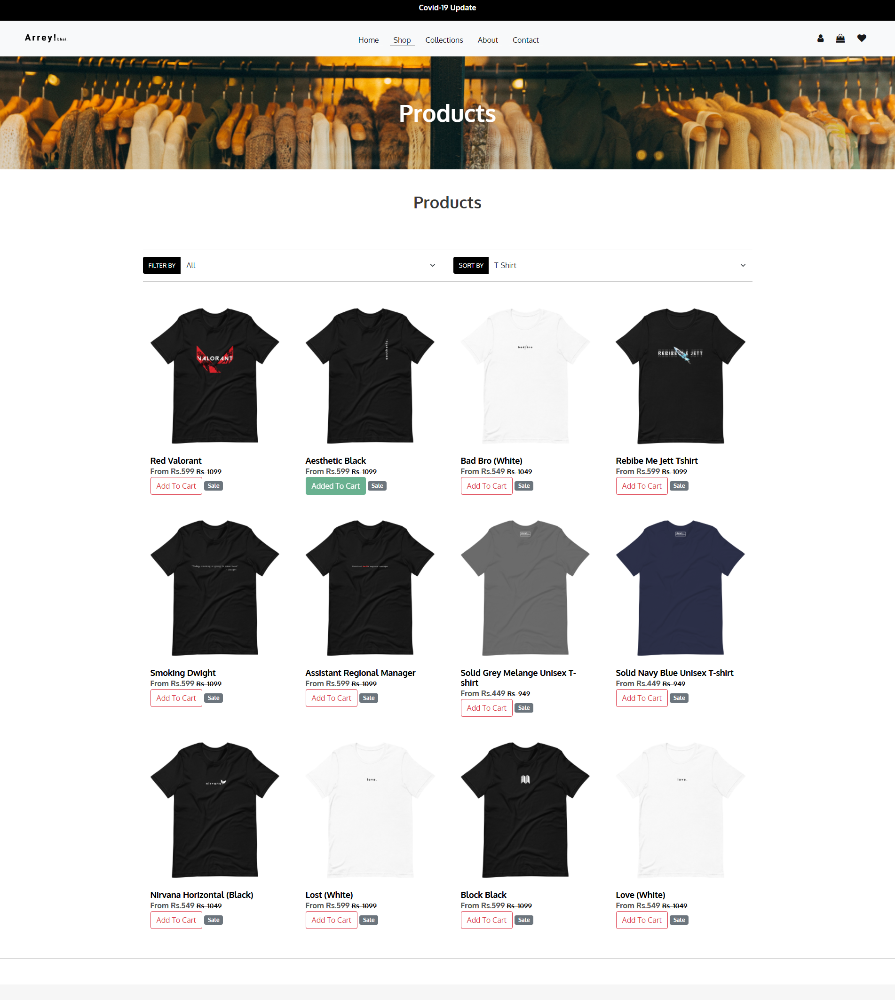 Covid-19 Update
Arrey! bhai.
Home Shop Collections About Contact
Products
Products
FILTER BY All SORT BY T-Shirt
VALORANT
aesthetic.
bad/bro
Red Valorant
From Rs.599 Rs. 1099
Add To Cart Sale
Aesthetic Black
From Rs.599 Rs. 1099
Added To Cart Sale
Bad Bro (White)
From Rs.549 Rs. 1049
Add To Cart Sale
Rebibe Me Jett Tshirt
From Rs.599 Rs. 1099
Add To Cart Sale
"Today, smoking is going to save lives."
- Dwight
Smoking Dwight
From Rs.599 Rs. 1099
Add To Cart Sale
Assistant Regional Manager
From Rs.599 Rs. 1099
Add To Cart Sale
Solid Grey Melange Unisex T-
shirt
From Rs.449 Rs. 949
Add To Cart Sale
Solid Navy Blue Unisex T-shirt
From Rs.449 Rs. 949
Add To Cart Sale
nirvana
love.
love.
Nirvana Horizontal (Black)
From Rs.549 Rs. 1049
Add To Cart Sale
Lost (White)
From Rs.599 Rs. 1099
Add To Cart Sale
Block Black
From Rs.599 Rs. 1099
Add To Cart Sale
Love (White)
From Rs.549 Rs. 1049
Add To Cart Sale